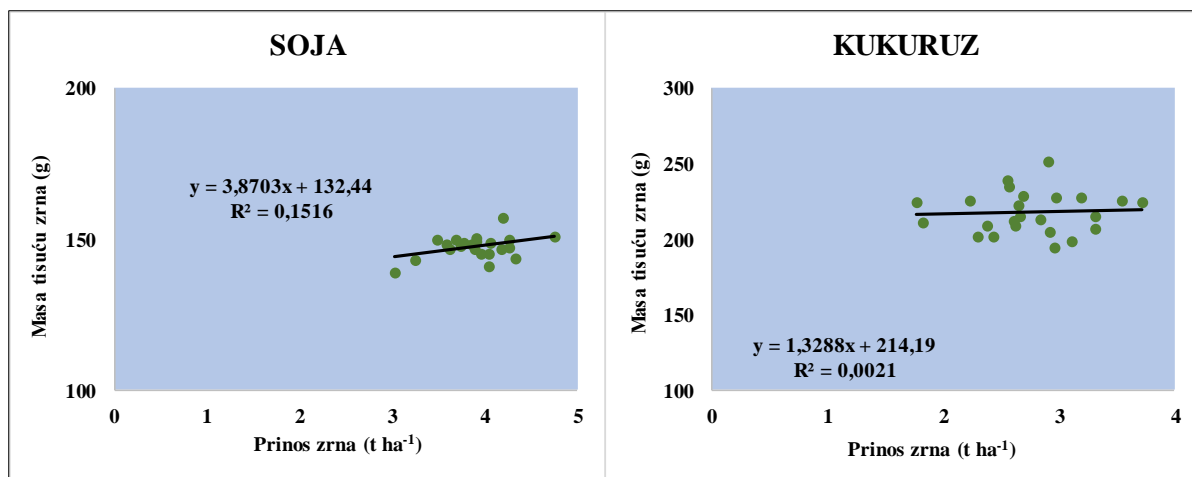 SOJA
200
150
100
Masa tisuću zrna (g)
y = 3,8703x + 132,44
R² = 0,1516
0 1 2 3 4 5
Prinos zrna (t ha⁻¹)
KUKURUZ
300
250
200
150
100
Masa tisuću zrna (g)
y = 1,3288x + 214,19
R² = 0,0021
0 1 2 3 4
Prinos zrna (t ha⁻¹)